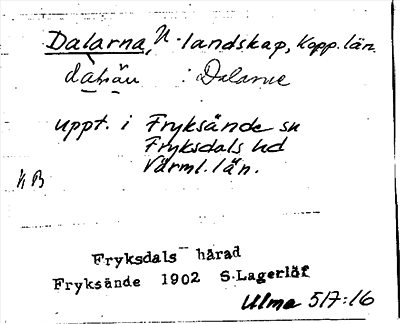 Dalarna, n. landskap, Kopp. län.
: Dalarne
uppt. i Fryksände sn
Fryksdals hd
Värml. län.
NB
Fryksdals härad
Fryksände 1902 S.Lagerlöf
Ulma 517:16